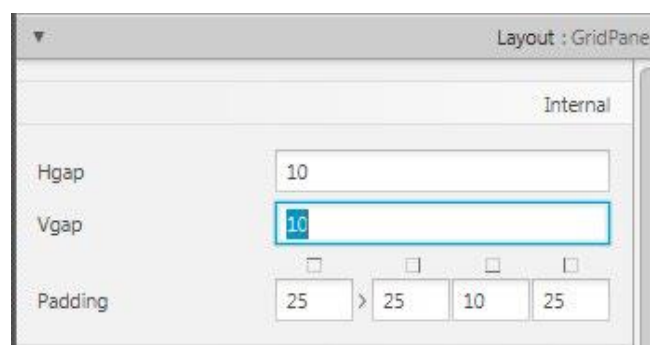 Layout : GridPane
Internal
Hgap 10
Vgap 10
Padding 25 > 25 10 25